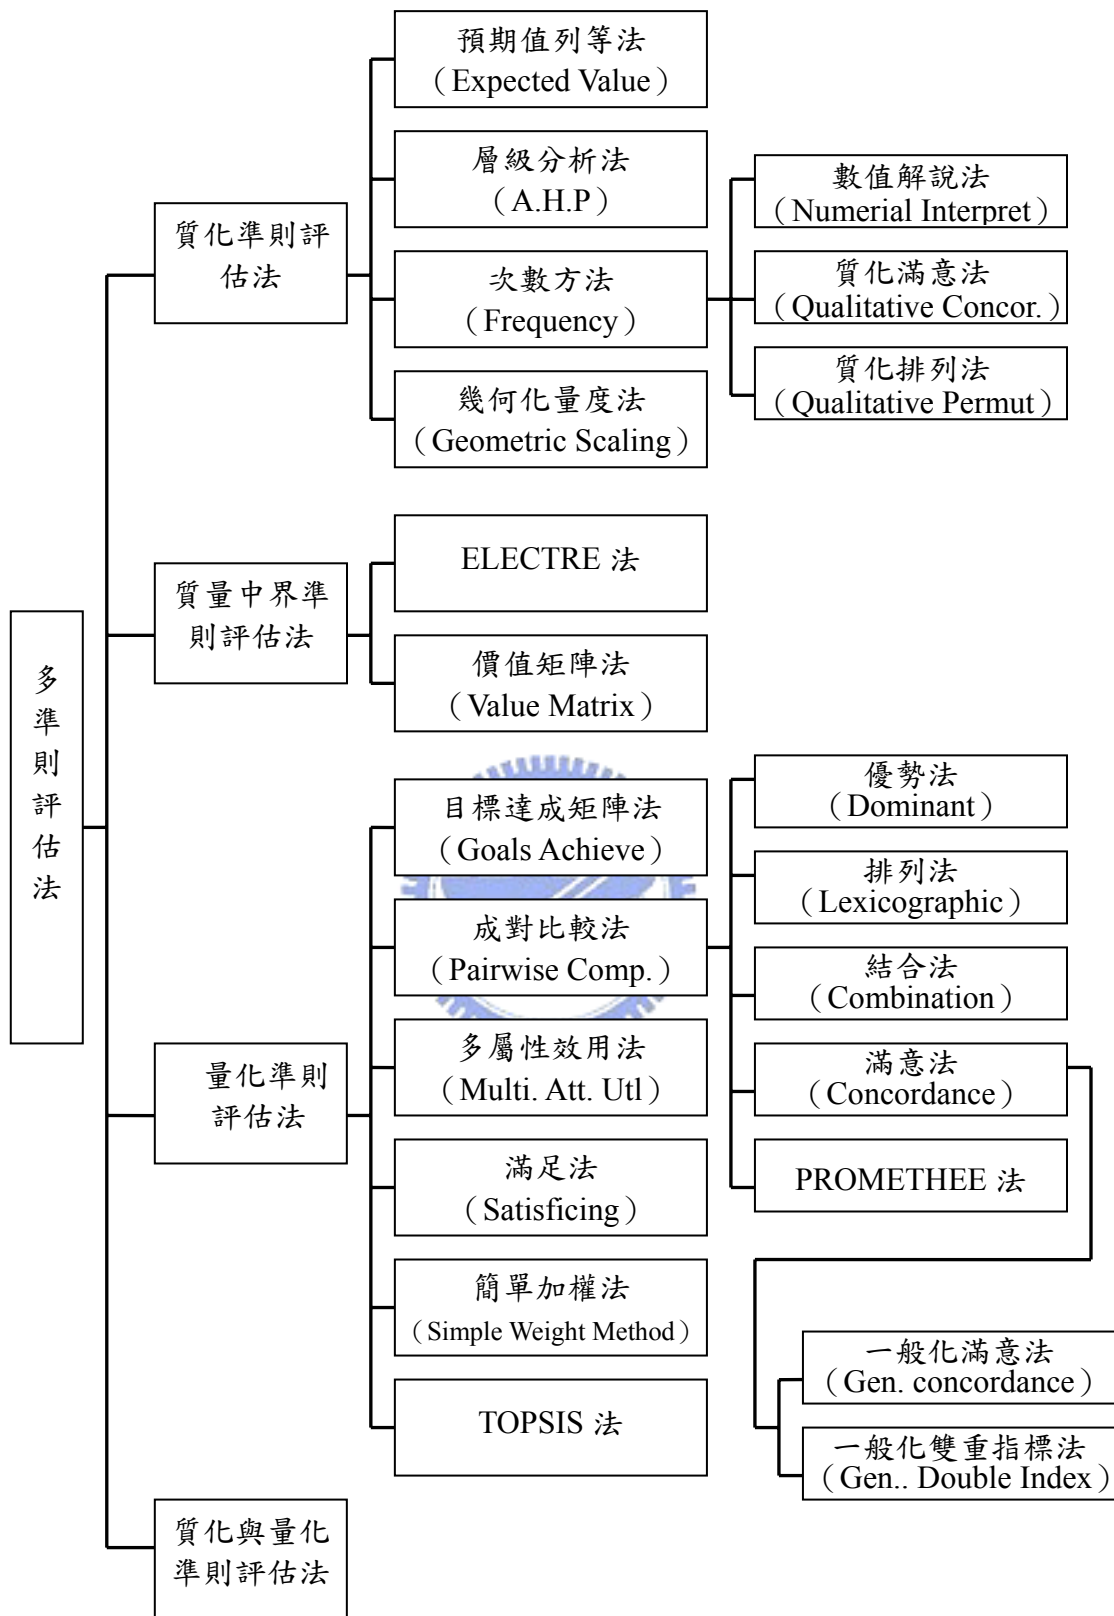 多
準
則
評
估
法
質化準則評
估法
預期值列等法
（Expected Value）
層級分析法
（A.H.P）
次數方法
（Frequency）
幾何化量度法
（Geometric Scaling）
數值解說法
（Numerial Interpret）
質化滿意法
（Qualitative Concor.）
質化排列法
（Qualitative Permut）
質量中界準
則評估法
ELECTRE 法
價值矩陣法
（Value Matrix）
量化準則
評估法
目標達成矩陣法
（Goals Achieve）
成對比較法
（Pairwise Comp.）
多屬性效用法
（Multi. Att. Utl）
滿足法
（Satisficing）
簡單加權法
（Simple Weight Method）
TOPSIS 法
優勢法
（Dominant）
排列法
（Lexicographic）
結合法
（Combination）
滿意法
（Concordance）
PROMETHEE 法
一般化滿意法
（Gen. concordance）
一般化雙重指標法
（Gen.. Double Index）
質化與量化
準則評估法